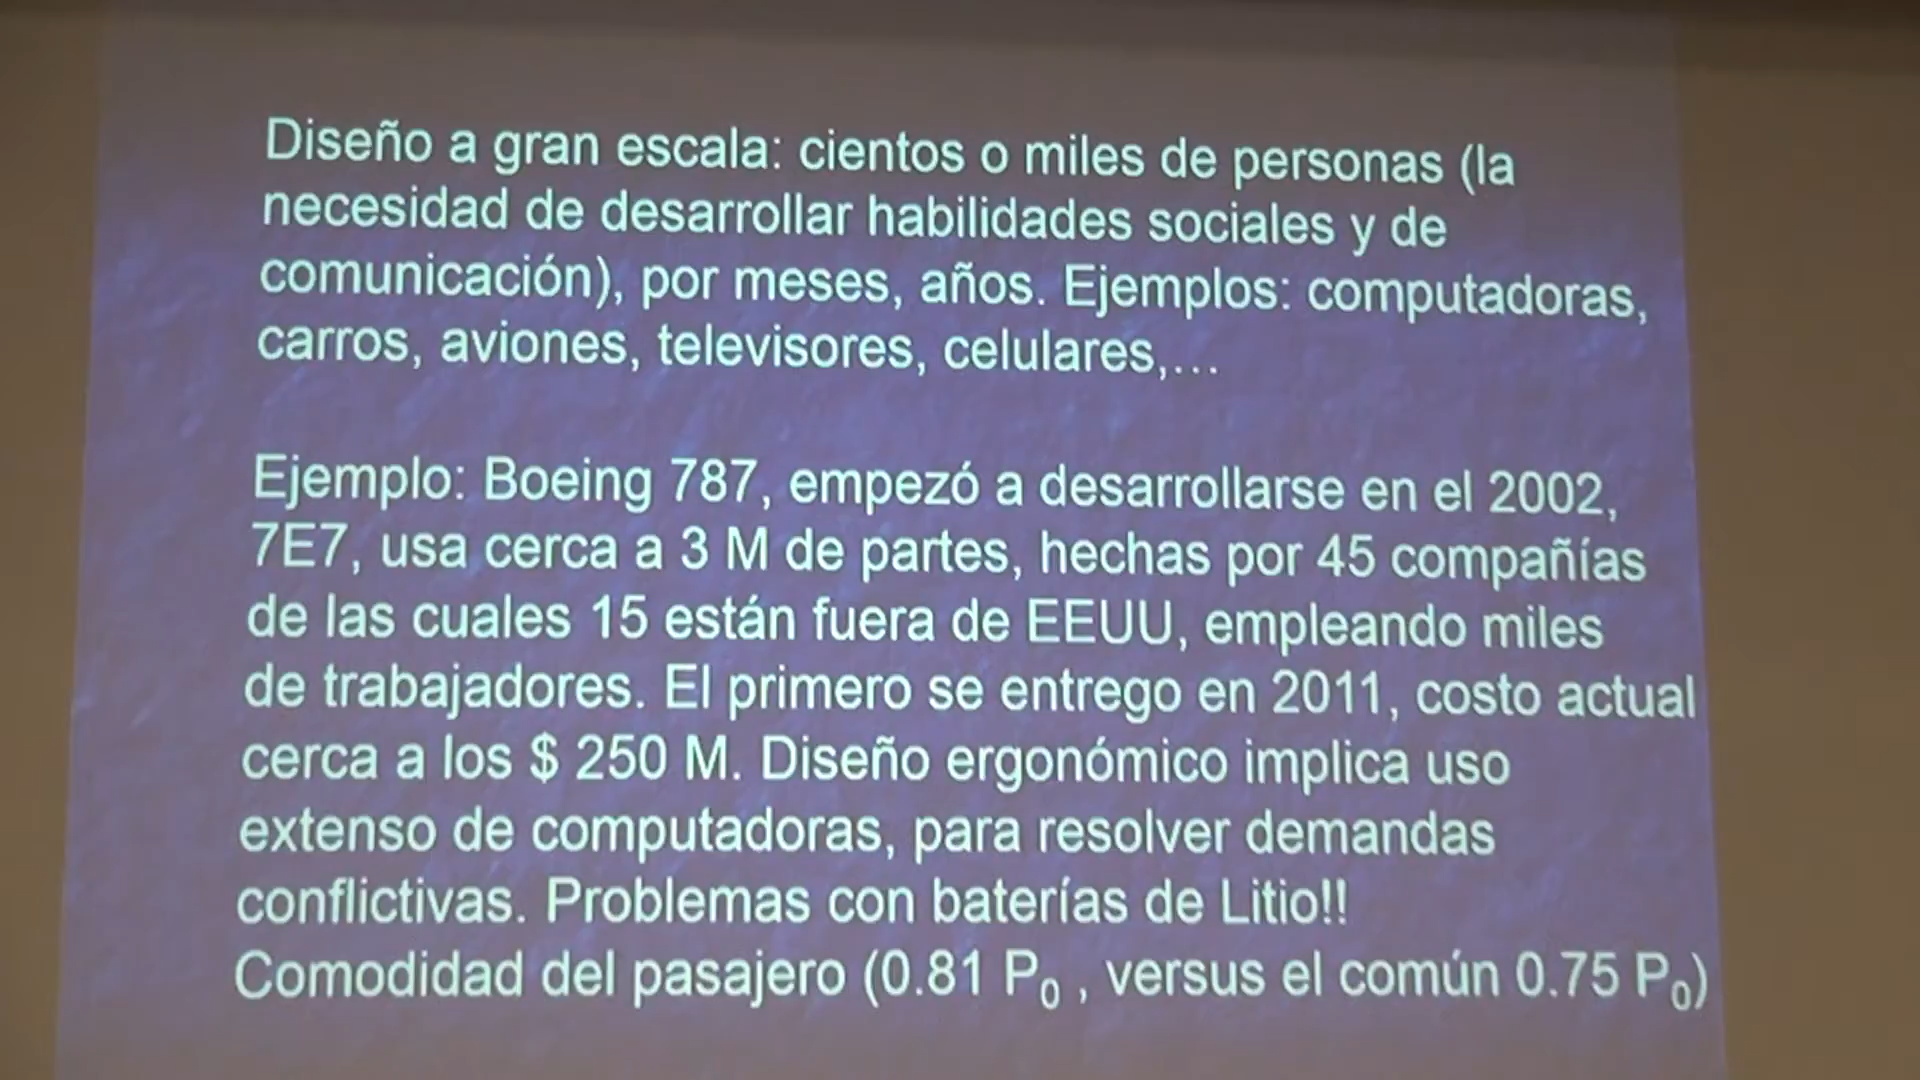 Diseño a gran escala: cientos o miles de personas (la
necesidad de desarrollar habilidades sociales y de
comunicación), por meses, años. Ejemplos: computadoras,
carros, aviones, televisores, celulares,...
Ejemplo: Boeing 787, empezó a desarrollarse en el 2002,
7E7, usa cerca a 3 M de partes, hechas por 45 compañías
de las cuales 15 están fuera de EEUU, empleando miles
de trabajadores. El primero se entrego en 2011, costo actual
cerca a los $ 250 M. Diseño ergonómico implica uso
extenso de computadoras, para resolver demandas
conflictivas. Problemas con baterías de Litio!!
Comodidad del pasajero (0.81 P₀ , versus el común 0.75 P₀)